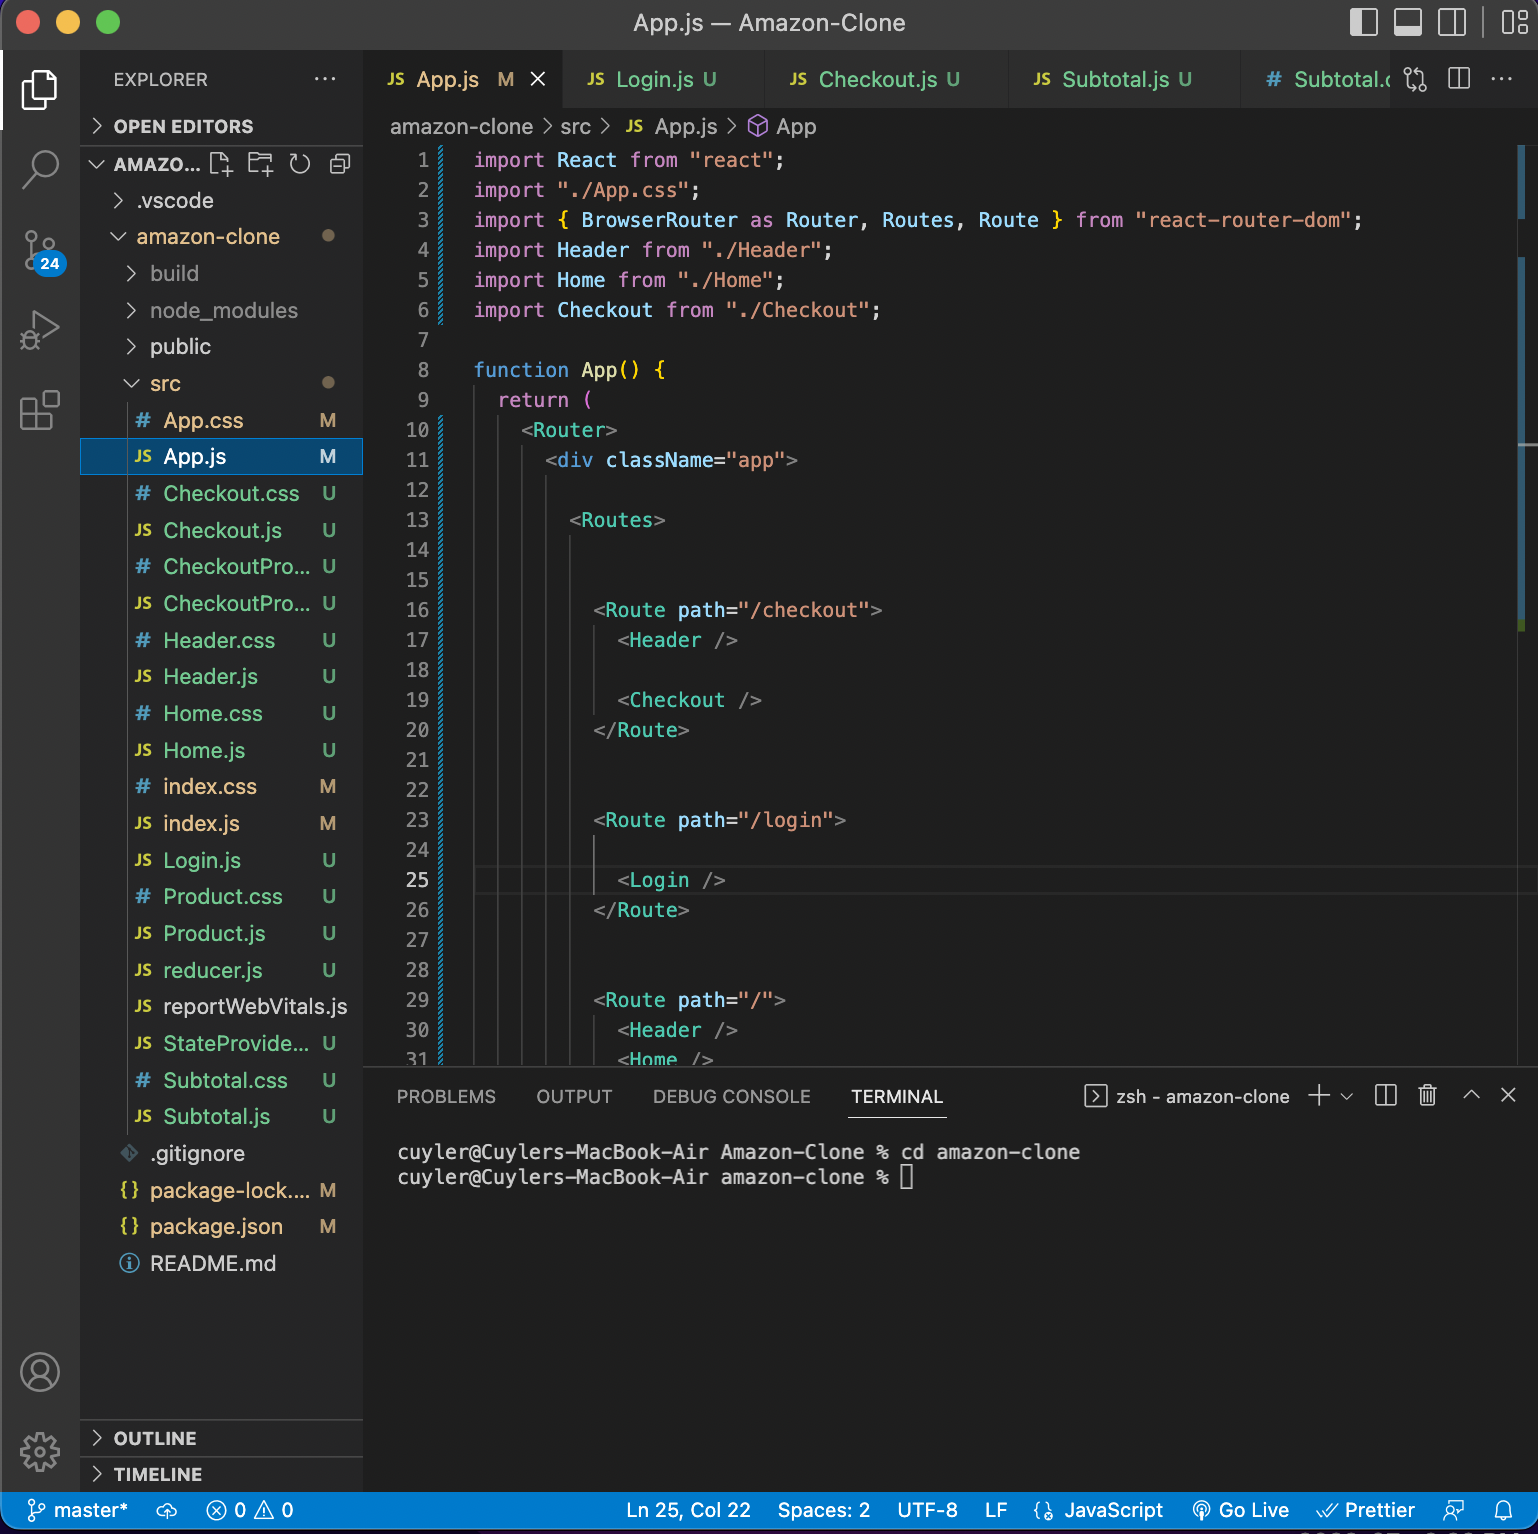 App.js — Amazon-Clone
EXPLORER
OPEN EDITORS
AMAZO...
.vscode
amazon-clone
build
node_modules
public
src
# App.css M
JS App.js M
# Checkout.css U
JS Checkout.js U
# CheckoutPro... U
JS CheckoutPro... U
# Header.css U
JS Header.js U
# Home.css U
JS Home.js U
# index.css M
JS index.js M
JS Login.js U
# Product.css U
JS Product.js U
JS reducer.js U
JS reportWebVitals.js
JS StateProvide... U
# Subtotal.css U
JS Subtotal.js U
.gitignore
{} package-lock.... M
{} package.json M
README.md
OUTLINE
TIMELINE
24
JS App.js M JS Login.js U JS Checkout.js U JS Subtotal.js U # Subtotal.c
amazon-clone > src > JS App.js > App
1 import React from "react";
2 import "./App.css";
3 import { BrowserRouter as Router, Routes, Route } from "react-router-dom";
4 import Header from "./Header";
5 import Home from "./Home";
6 import Checkout from "./Checkout";
7
8 function App() {
9 return (
10 <Router>
11 <div className="app">
12
13 <Routes>
14
15
16 <Route path="/checkout">
17 <Header />
18
19 <Checkout />
20 </Route>
21
22
23 <Route path="/login">
24
25 <Login />
26 </Route>
27
28
29 <Route path="/">
30 <Header />
31 <Home />
PROBLEMS OUTPUT DEBUG CONSOLE TERMINAL zsh - amazon-clone
cuyler@Cuylers-MacBook-Air Amazon-Clone % cd amazon-clone
cuyler@Cuylers-MacBook-Air amazon-clone %
master* 0 0 Ln 25, Col 22 Spaces: 2 UTF-8 LF JavaScript Go Live Prettier